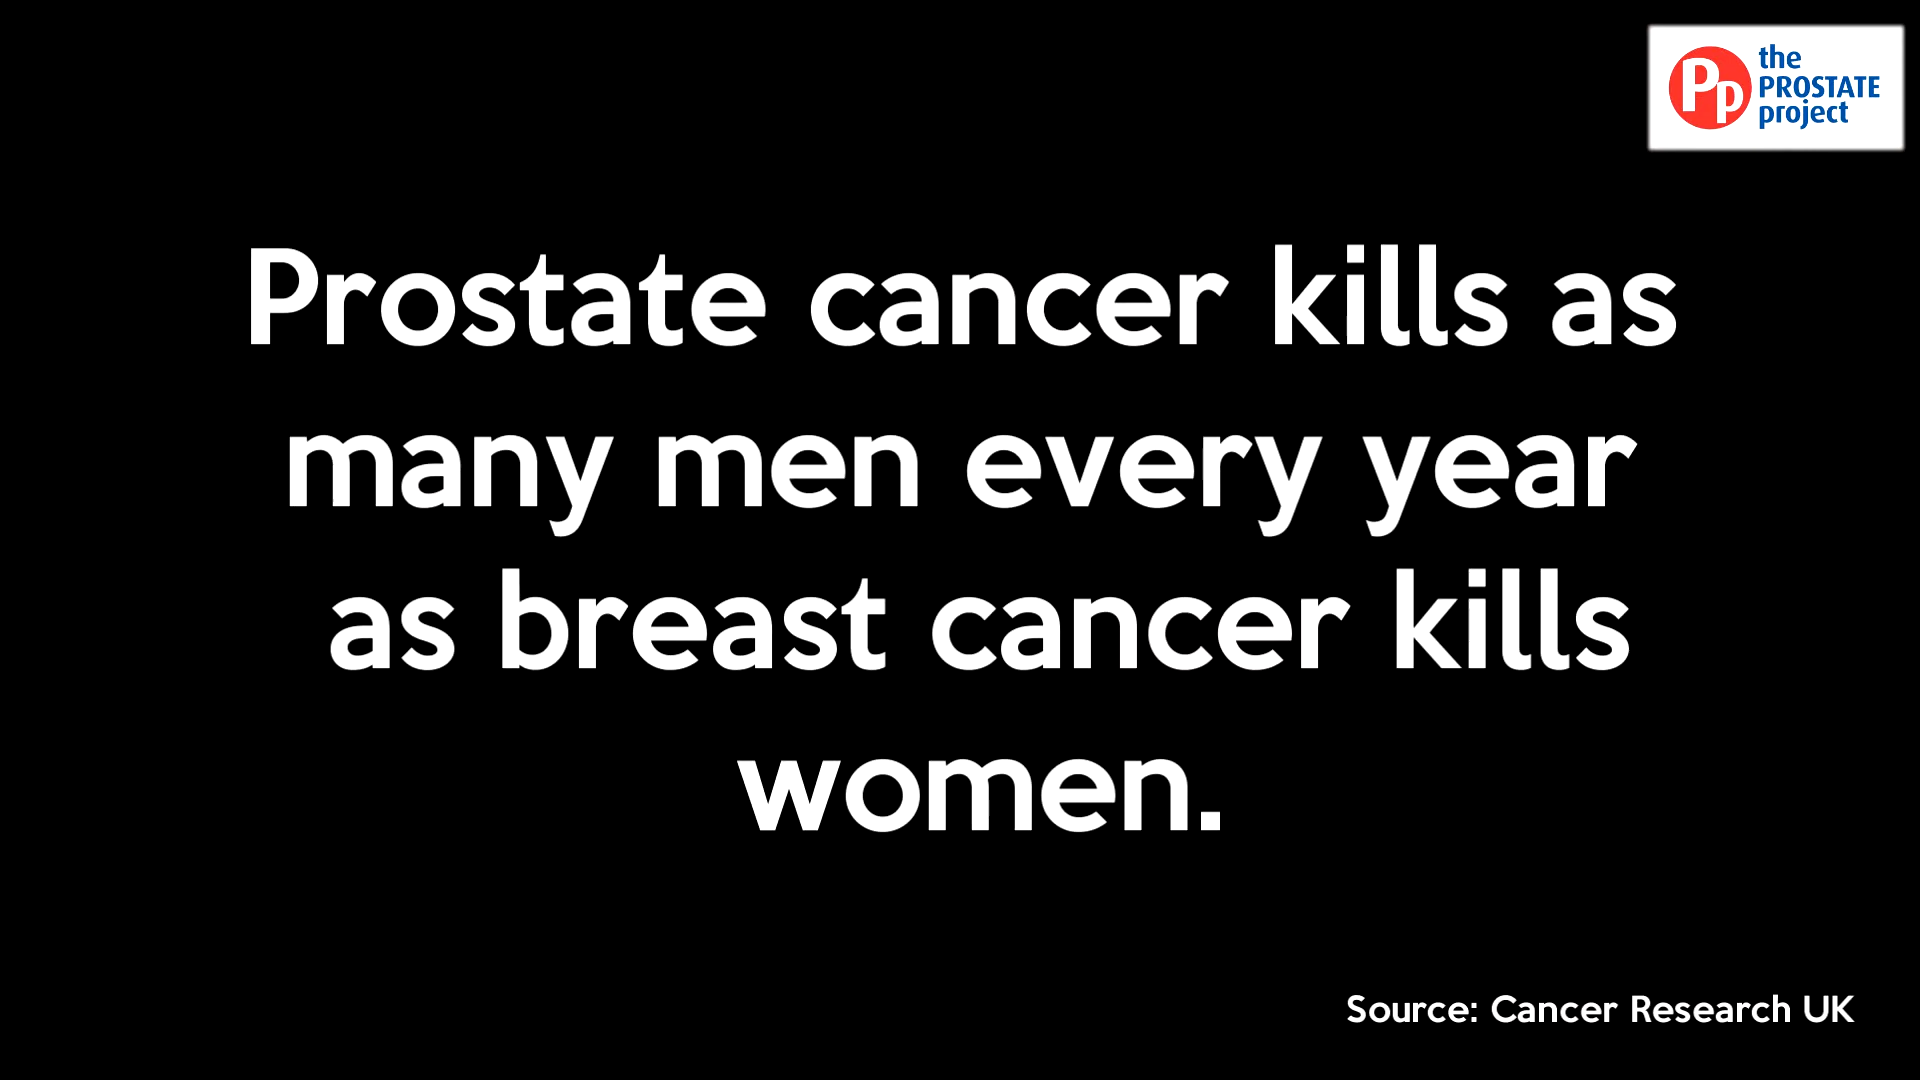 Pp
the
PROSTATE
project
Prostate cancer kills as
many men every year
as breast cancer kills
women.
Source: Cancer Research UK